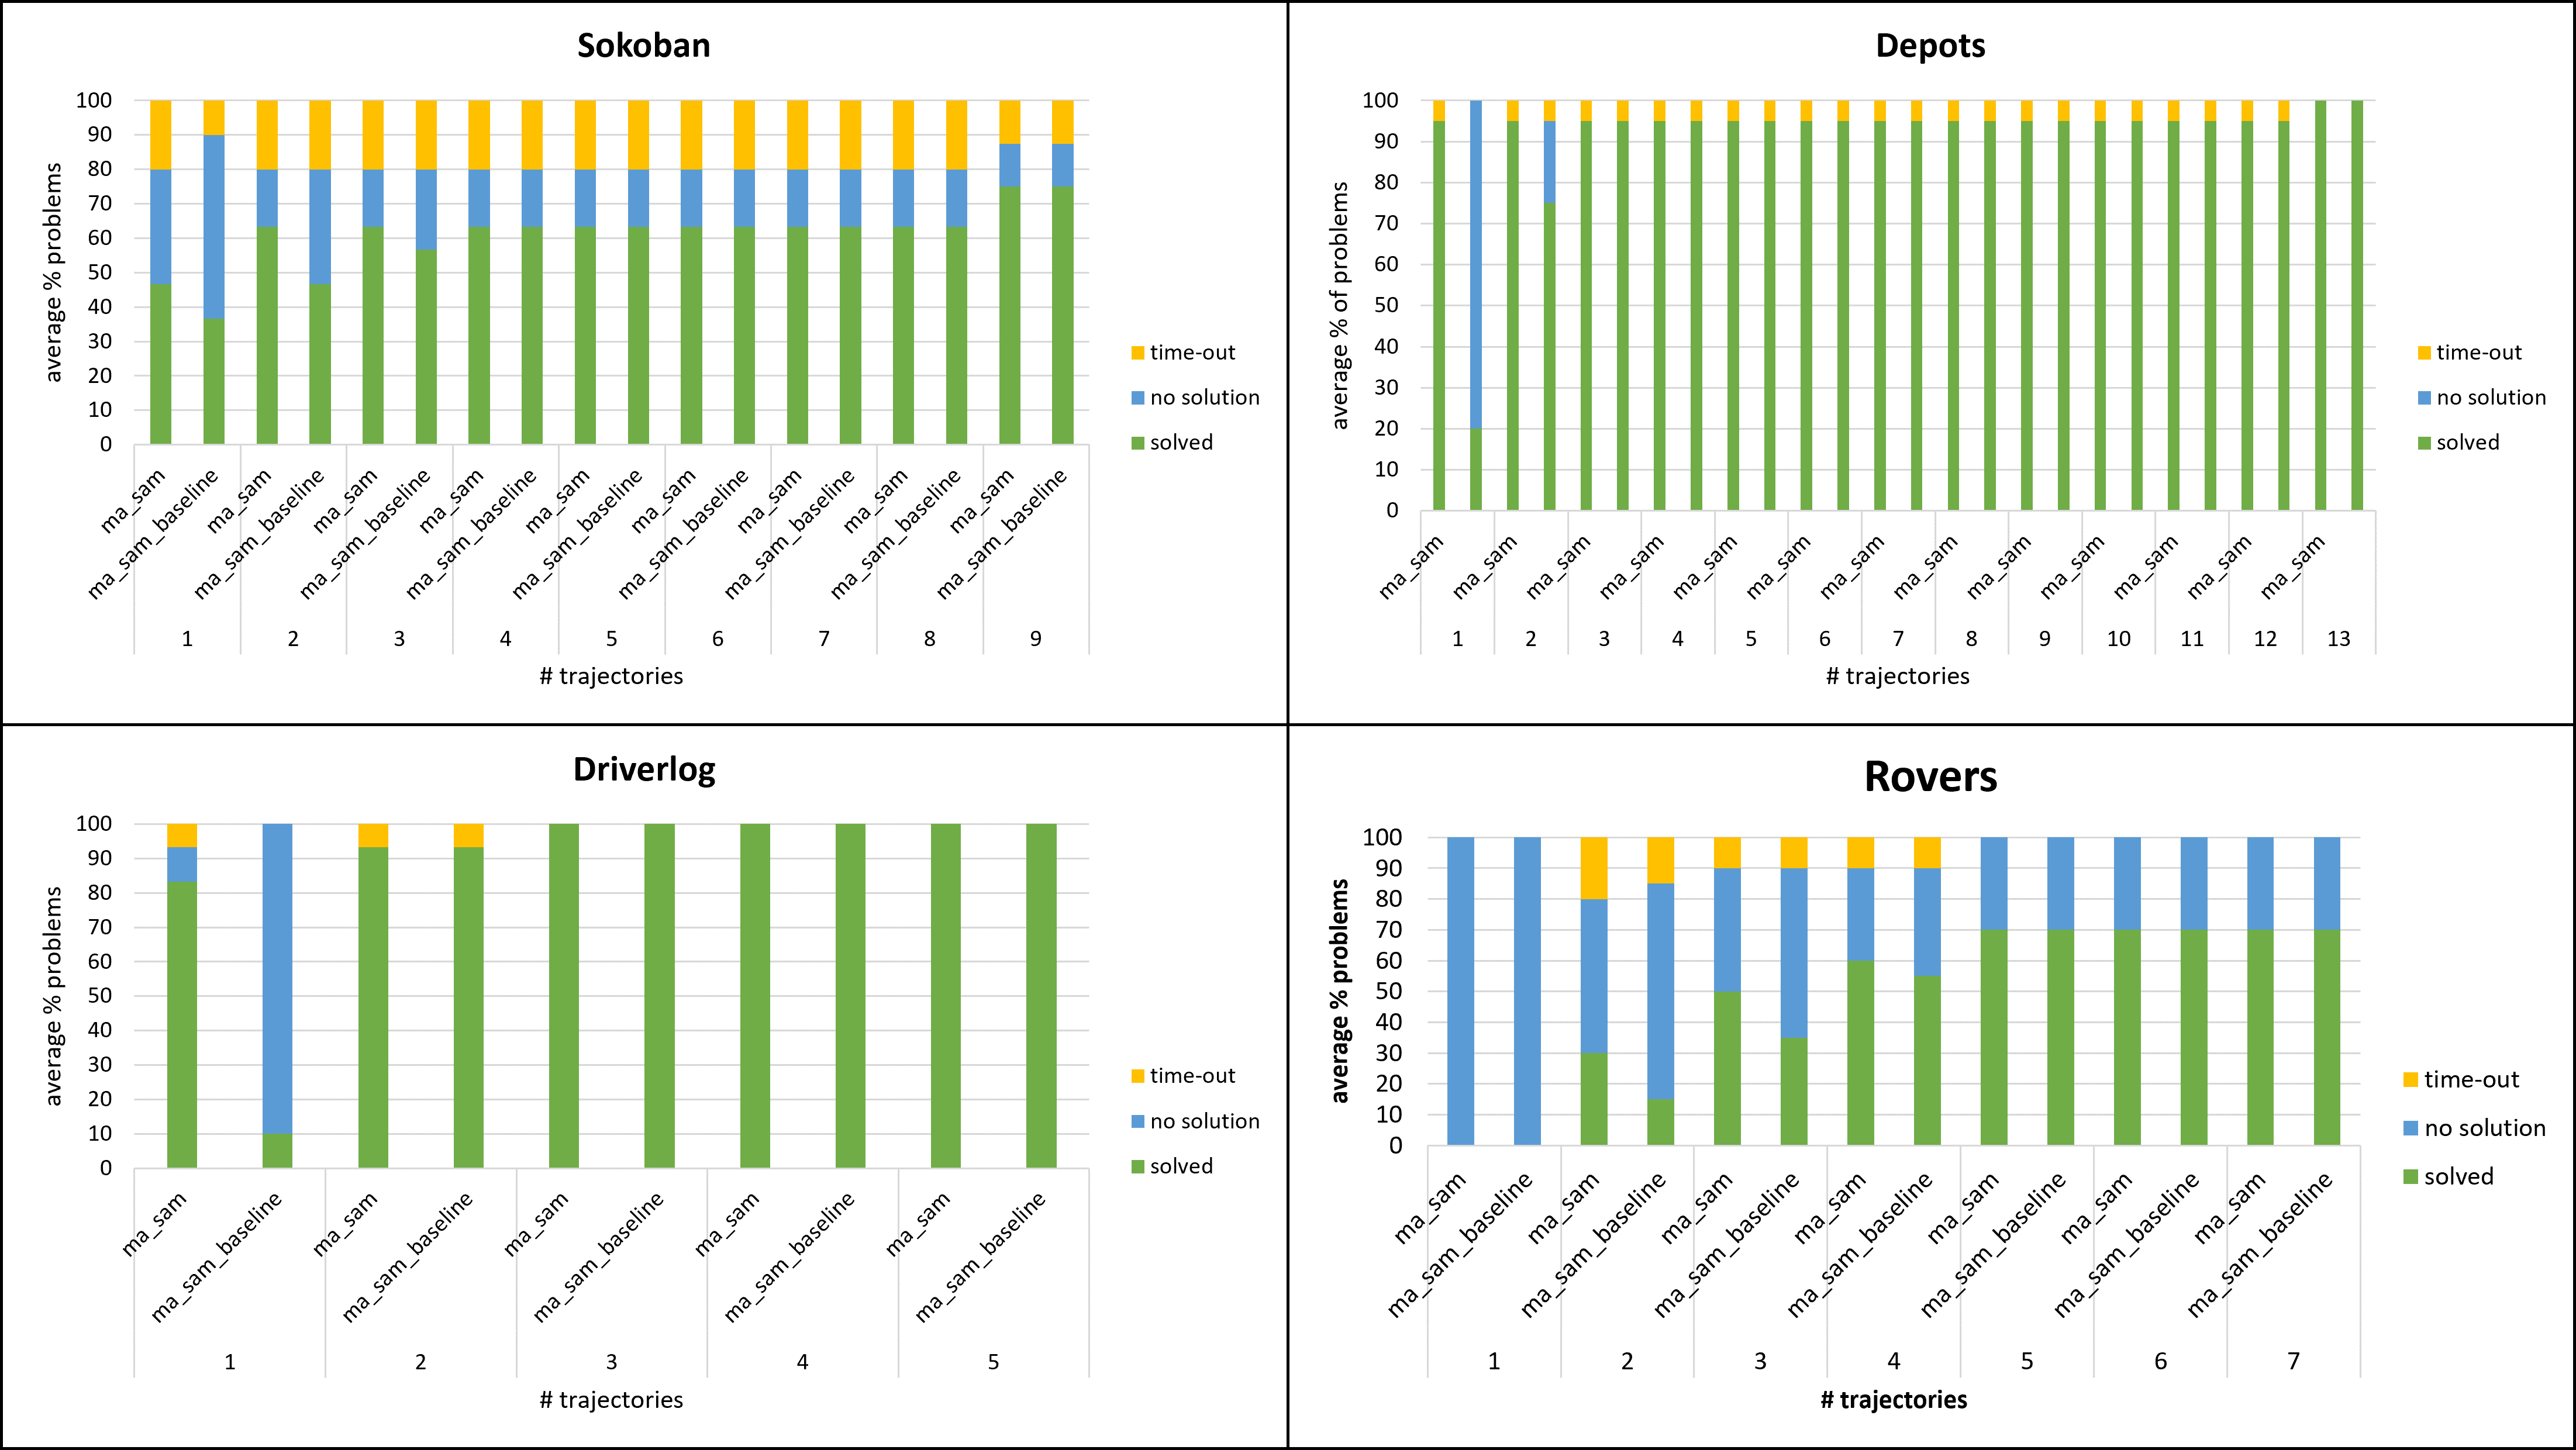 Sokoban
100
90
80
70
60
50
40
30
20
10
0
average % problems
time-out
no solution
solved
ma_sam
ma_sam_baseline
ma_sam
ma_sam_baseline
ma_sam
ma_sam_baseline
ma_sam
ma_sam_baseline
ma_sam
ma_sam_baseline
ma_sam
ma_sam_baseline
ma_sam
ma_sam_baseline
ma_sam
ma_sam_baseline
ma_sam
ma_sam_baseline
1 2 3 4 5 6 7 8 9
# trajectories
Depots
100
90
80
70
60
50
40
30
20
10
0
average % of problems
time-out
no solution
solved
ma_sam
ma_sam
ma_sam
ma_sam
ma_sam
ma_sam
ma_sam
ma_sam
ma_sam
ma_sam
ma_sam
ma_sam
ma_sam
1 2 3 4 5 6 7 8 9 10 11 12 13
# trajectories
Driverlog
100
90
80
70
60
50
40
30
20
10
0
average % problems
time-out
no solution
solved
ma_sam
ma_sam_baseline
ma_sam
ma_sam_baseline
ma_sam
ma_sam_baseline
ma_sam
ma_sam_baseline
ma_sam
ma_sam_baseline
1 2 3 4 5
# trajectories
Rovers
100
90
80
70
60
50
40
30
20
10
0
average % problems
time-out
no solution
solved
ma_sam
ma_sam_baseline
ma_sam
ma_sam_baseline
ma_sam
ma_sam_baseline
ma_sam
ma_sam_baseline
ma_sam
ma_sam_baseline
ma_sam
ma_sam_baseline
ma_sam
ma_sam_baseline
1 2 3 4 5 6 7
# trajectories